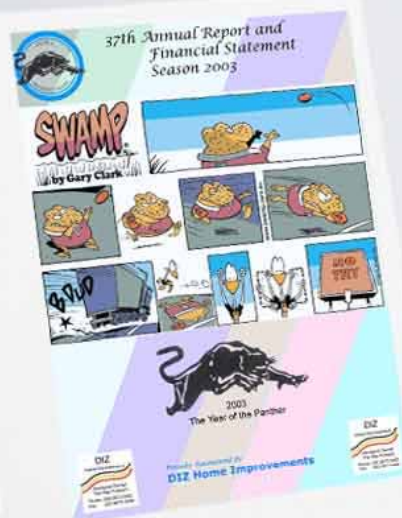 37th Annual Report and
Financial Statement
Season 2003
SWAMP
by Gary Clark
BDUD
NO
TRY
2003
The Year of the Panther
DIZ
DIZ
Proudly Sponsored By
DIZ Home Improvements